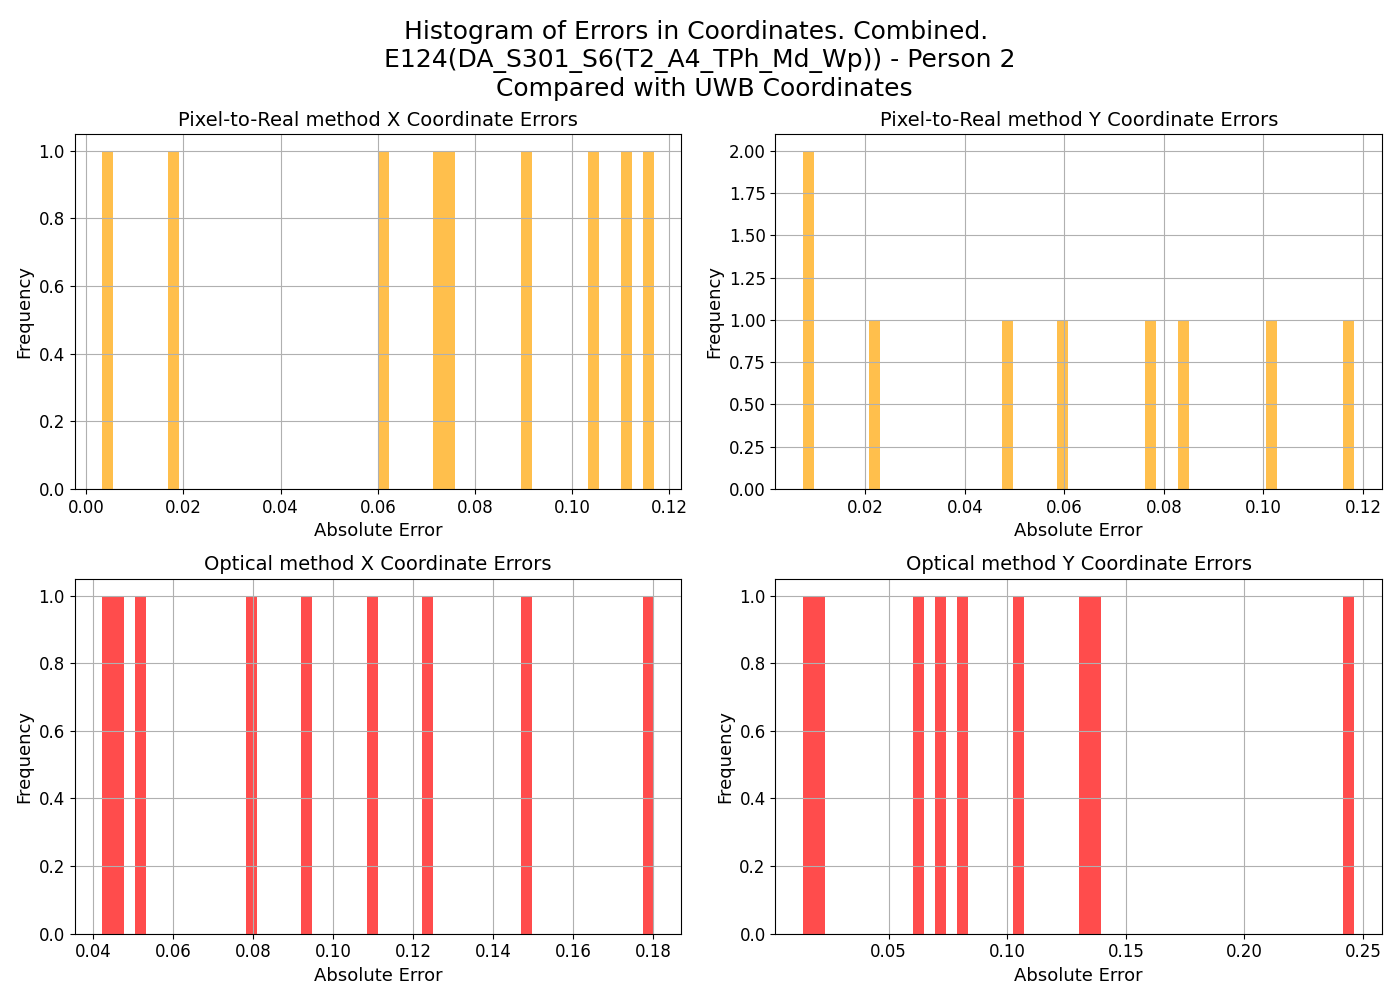 Histogram of Errors in Coordinates. Combined.
E124(DA_S301_S6(T2_A4_TPh_Md_Wp)) - Person 2
Compared with UWB Coordinates
Pixel-to-Real method X Coordinate Errors
1.0
0.8
0.6
0.4
0.2
0.0
Frequency
0.00 0.02 0.04 0.06 0.08 0.10 0.12
Absolute Error
Pixel-to-Real method Y Coordinate Errors
2.00
1.75
1.50
1.25
1.00
0.75
0.50
0.25
0.00
Frequency
0.02 0.04 0.06 0.08 0.10 0.12
Absolute Error
Optical method X Coordinate Errors
1.0
0.8
0.6
0.4
0.2
0.0
Frequency
0.04 0.06 0.08 0.10 0.12 0.14 0.16 0.18
Absolute Error
Optical method Y Coordinate Errors
1.0
0.8
0.6
0.4
0.2
0.0
Frequency
0.05 0.10 0.15 0.20 0.25
Absolute Error